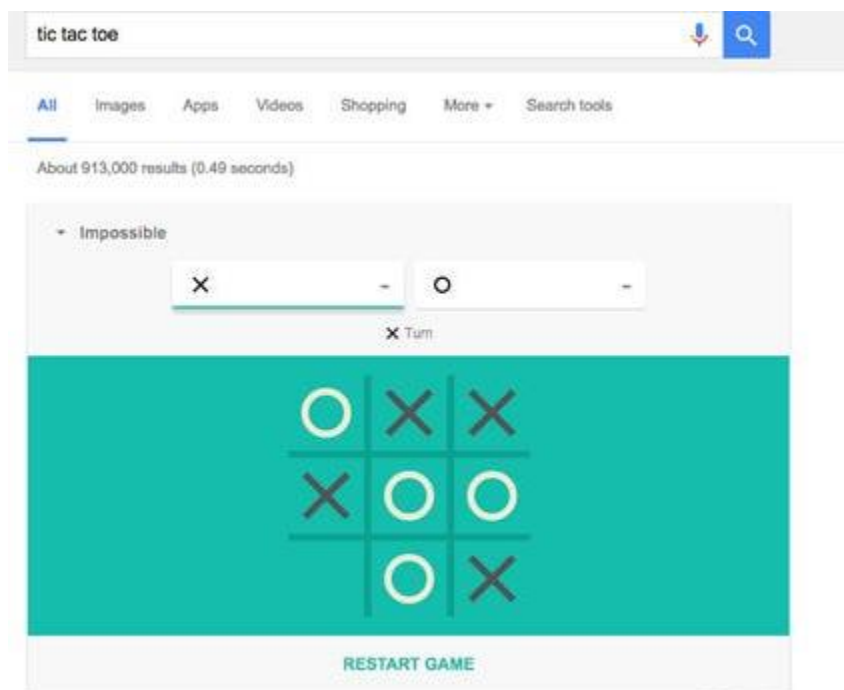 tic tac toe
All Images Apps Videos Shopping More Search tools
About 913,000 results (0.49 seconds)
Impossible
X - O -
X Turn
O X X
X O O
O X
RESTART GAME